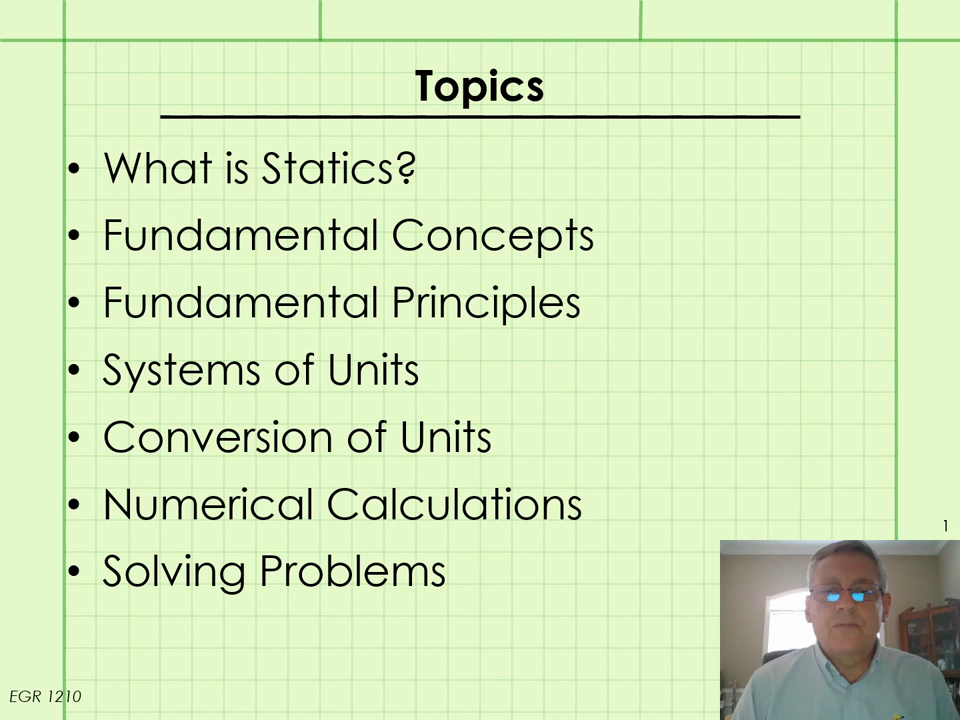 Topics
• What is Statics?
• Fundamental Concepts
• Fundamental Principles
• Systems of Units
• Conversion of Units
• Numerical Calculations
• Solving Problems
1
EGR 1210